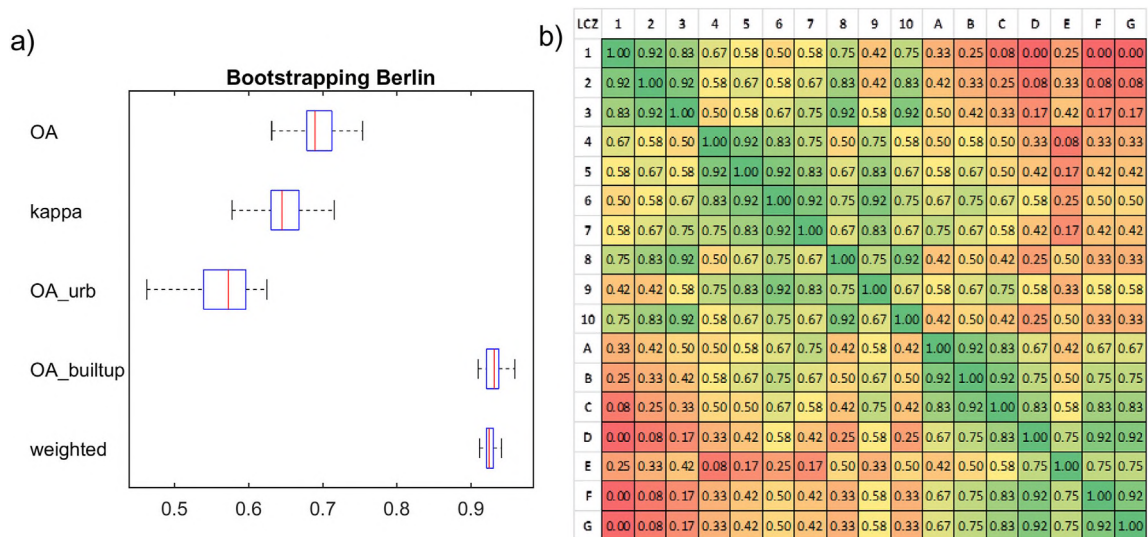 a)
Bootstrapping Berlin
OA
kappa
OA_urb
OA_builtup
weighted
0.5 0.6 0.7 0.8 0.9
b)
LCZ 1 2 3 4 5 6 7 8 9 10 A B C D E F G
1 1.00 0.92 0.83 0.67 0.58 0.50 0.58 0.75 0.42 0.75 0.33 0.25 0.08 0.00 0.25 0.00 0.00
2 0.92 1.00 0.92 0.58 0.67 0.58 0.67 0.83 0.42 0.83 0.42 0.33 0.25 0.08 0.33 0.08 0.08
3 0.83 0.92 1.00 0.50 0.58 0.67 0.75 0.92 0.58 0.92 0.50 0.42 0.33 0.17 0.42 0.17 0.17
4 0.67 0.58 0.50 1.00 0.92 0.83 0.75 0.50 0.75 0.58 0.50 0.58 0.50 0.33 0.08 0.33 0.33
5 0.58 0.67 0.58 0.92 1.00 0.92 0.83 0.67 0.83 0.67 0.58 0.67 0.50 0.42 0.17 0.42 0.42
6 0.50 0.58 0.67 0.83 0.92 1.00 0.92 0.75 0.92 0.75 0.67 0.75 0.67 0.58 0.25 0.50 0.50
7 0.58 0.67 0.75 0.75 0.83 0.92 1.00 0.67 0.83 0.67 0.75 0.67 0.58 0.42 0.17 0.42 0.42
8 0.75 0.83 0.92 0.50 0.67 0.75 0.67 1.00 0.75 0.92 0.42 0.50 0.42 0.25 0.50 0.33 0.33
9 0.42 0.42 0.58 0.75 0.83 0.92 0.83 0.75 1.00 0.67 0.58 0.67 0.75 0.58 0.33 0.58 0.58
10 0.75 0.83 0.92 0.58 0.67 0.75 0.67 0.92 0.67 1.00 0.42 0.50 0.42 0.25 0.50 0.33 0.33
A 0.33 0.42 0.50 0.50 0.58 0.67 0.75 0.42 0.58 0.42 1.00 0.92 0.83 0.67 0.42 0.67 0.67
B 0.25 0.33 0.42 0.58 0.67 0.75 0.67 0.50 0.67 0.50 0.92 1.00 0.92 0.75 0.50 0.75 0.75
C 0.08 0.25 0.33 0.50 0.50 0.67 0.58 0.42 0.75 0.42 0.83 0.92 1.00 0.83 0.58 0.83 0.83
D 0.00 0.08 0.17 0.33 0.42 0.58 0.42 0.25 0.58 0.25 0.67 0.75 0.83 1.00 0.75 0.92 0.92
E 0.25 0.33 0.42 0.08 0.17 0.25 0.17 0.50 0.33 0.50 0.42 0.50 0.58 0.75 1.00 0.75 0.75
F 0.00 0.08 0.17 0.33 0.42 0.50 0.42 0.33 0.58 0.33 0.67 0.75 0.83 0.92 0.75 1.00 0.92
G 0.00 0.08 0.17 0.33 0.42 0.50 0.42 0.33 0.58 0.33 0.67 0.75 0.83 0.92 0.75 0.92 1.00